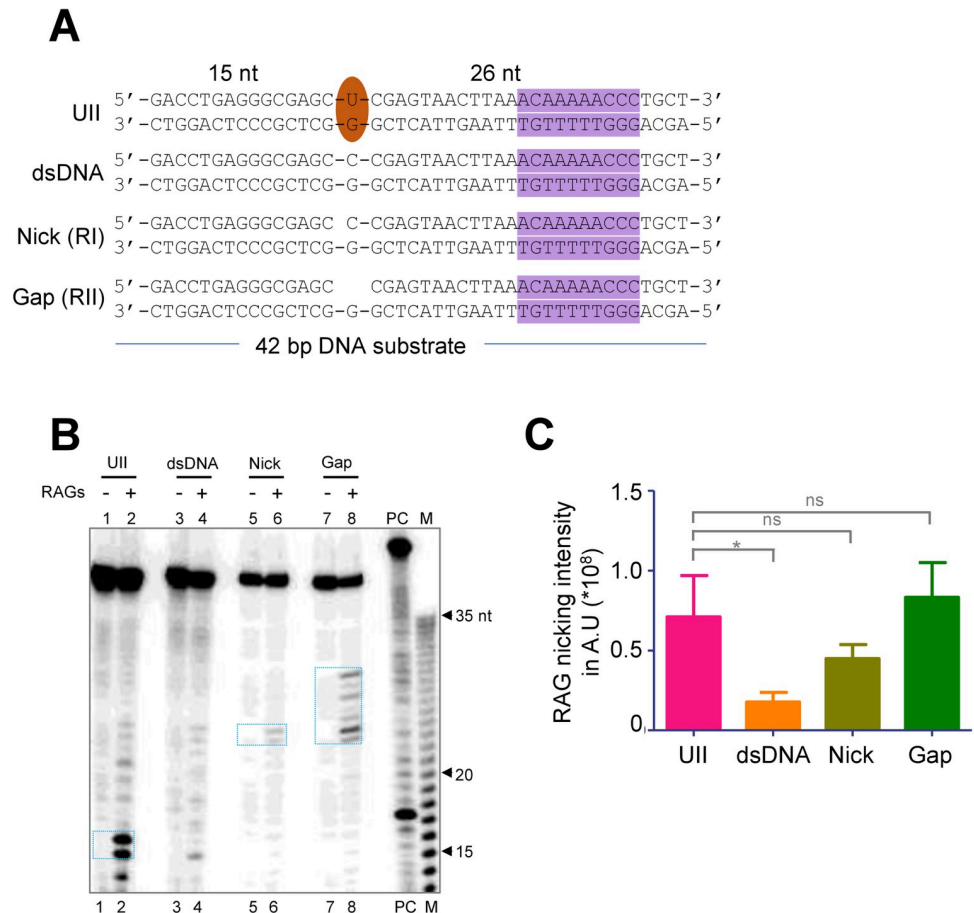 A
15 nt 26 nt
UII
5′-GACCTGAGGGCGAGC-U-CGAGTAACTTAAACAAAAACCCTGCT-3′
3′-CTGGACTCCCGCTCG-G-GCTCATTGAATTTGTTTTTGGGACGA-5′
dsDNA
5′-GACCTGAGGGCGAGC-C-CGAGTAACTTAAACAAAAACCCTGCT-3′
3′-CTGGACTCCCGCTCG-G-GCTCATTGAATTTGTTTTTGGGACGA-5′
Nick (RI)
5′-GACCTGAGGGCGAGC C-CGAGTAACTTAAACAAAAACCCTGCT-3′
3′-CTGGACTCCCGCTCG-G-GCTCATTGAATTTGTTTTTGGGACGA-5′
Gap (RII)
5′-GACCTGAGGGCGAGC CGAGTAACTTAAACAAAAACCCTGCT-3′
3′-CTGGACTCCCGCTCG-G-GCTCATTGAATTTGTTTTTGGGACGA-5′
42 bp DNA substrate
B
UII dsDNA Nick Gap
RAGs - + - + - + - +
1 2 3 4 5 6 7 8 PC M
35 nt
20
15
1 2 3 4 5 6 7 8 PC M
C
RAG nicking intensity
in A.U (*10⁸)
1.5
1.0
0.5
0
ns
ns
*
UII dsDNA Nick Gap